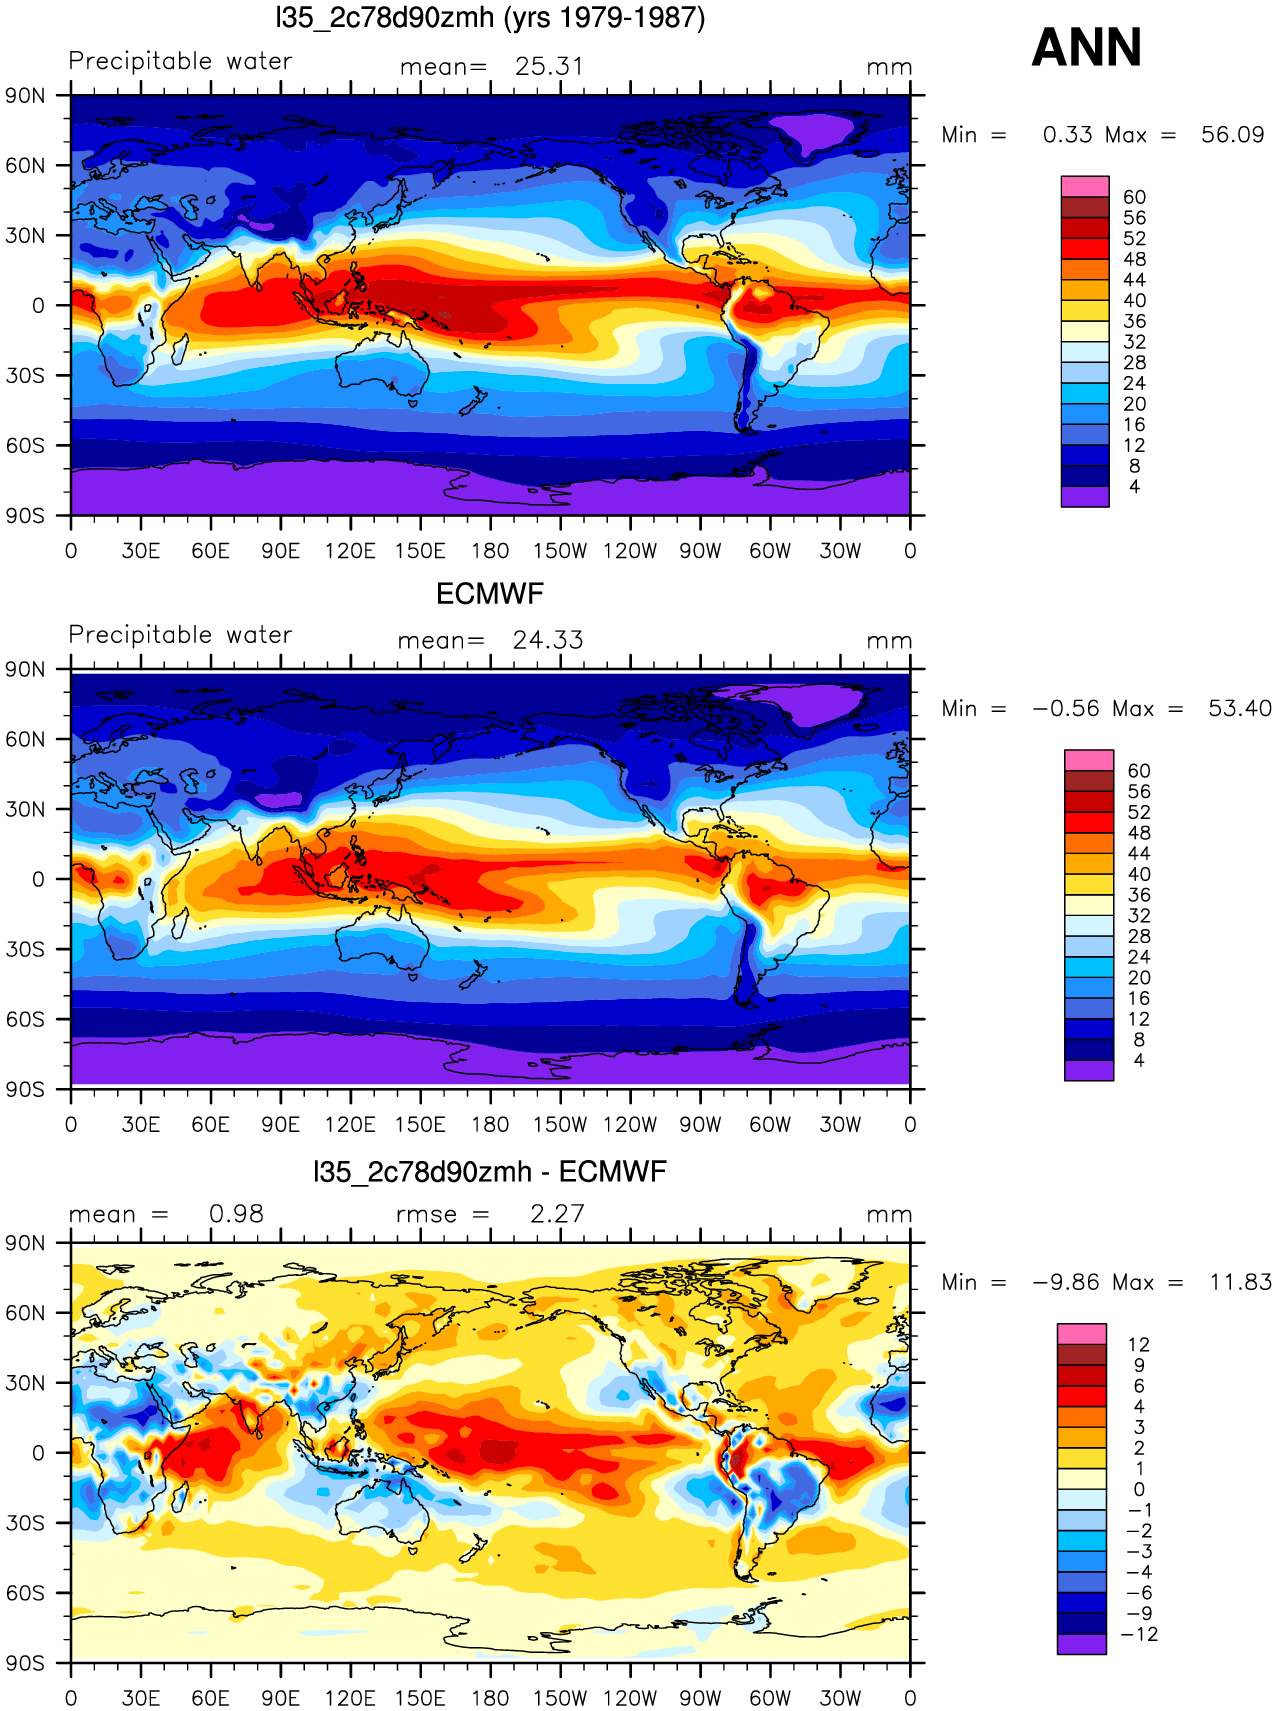 l35_2c78d90zmh (yrs 1979-1987)
ANN
Precipitable water mean= 25.31 mm
Min = 0.33 Max = 56.09
90N
60N
30N
0
30S
60S
90S
0 30E 60E 90E 120E 150E 180 150W 120W 90W 60W 30W 0
60
56
52
48
44
40
36
32
28
24
20
16
12
8
4
ECMWF
Precipitable water mean= 24.33 mm
Min = −0.56 Max = 53.40
90N
60N
30N
0
30S
60S
90S
0 30E 60E 90E 120E 150E 180 150W 120W 90W 60W 30W 0
60
56
52
48
44
40
36
32
28
24
20
16
12
8
4
l35_2c78d90zmh - ECMWF
mean = 0.98 rmse = 2.27 mm
Min = −9.86 Max = 11.83
90N
60N
30N
0
30S
60S
90S
0 30E 60E 90E 120E 150E 180 150W 120W 90W 60W 30W 0
12
9
6
4
3
2
1
0
−1
−2
−3
−4
−6
−9
−12